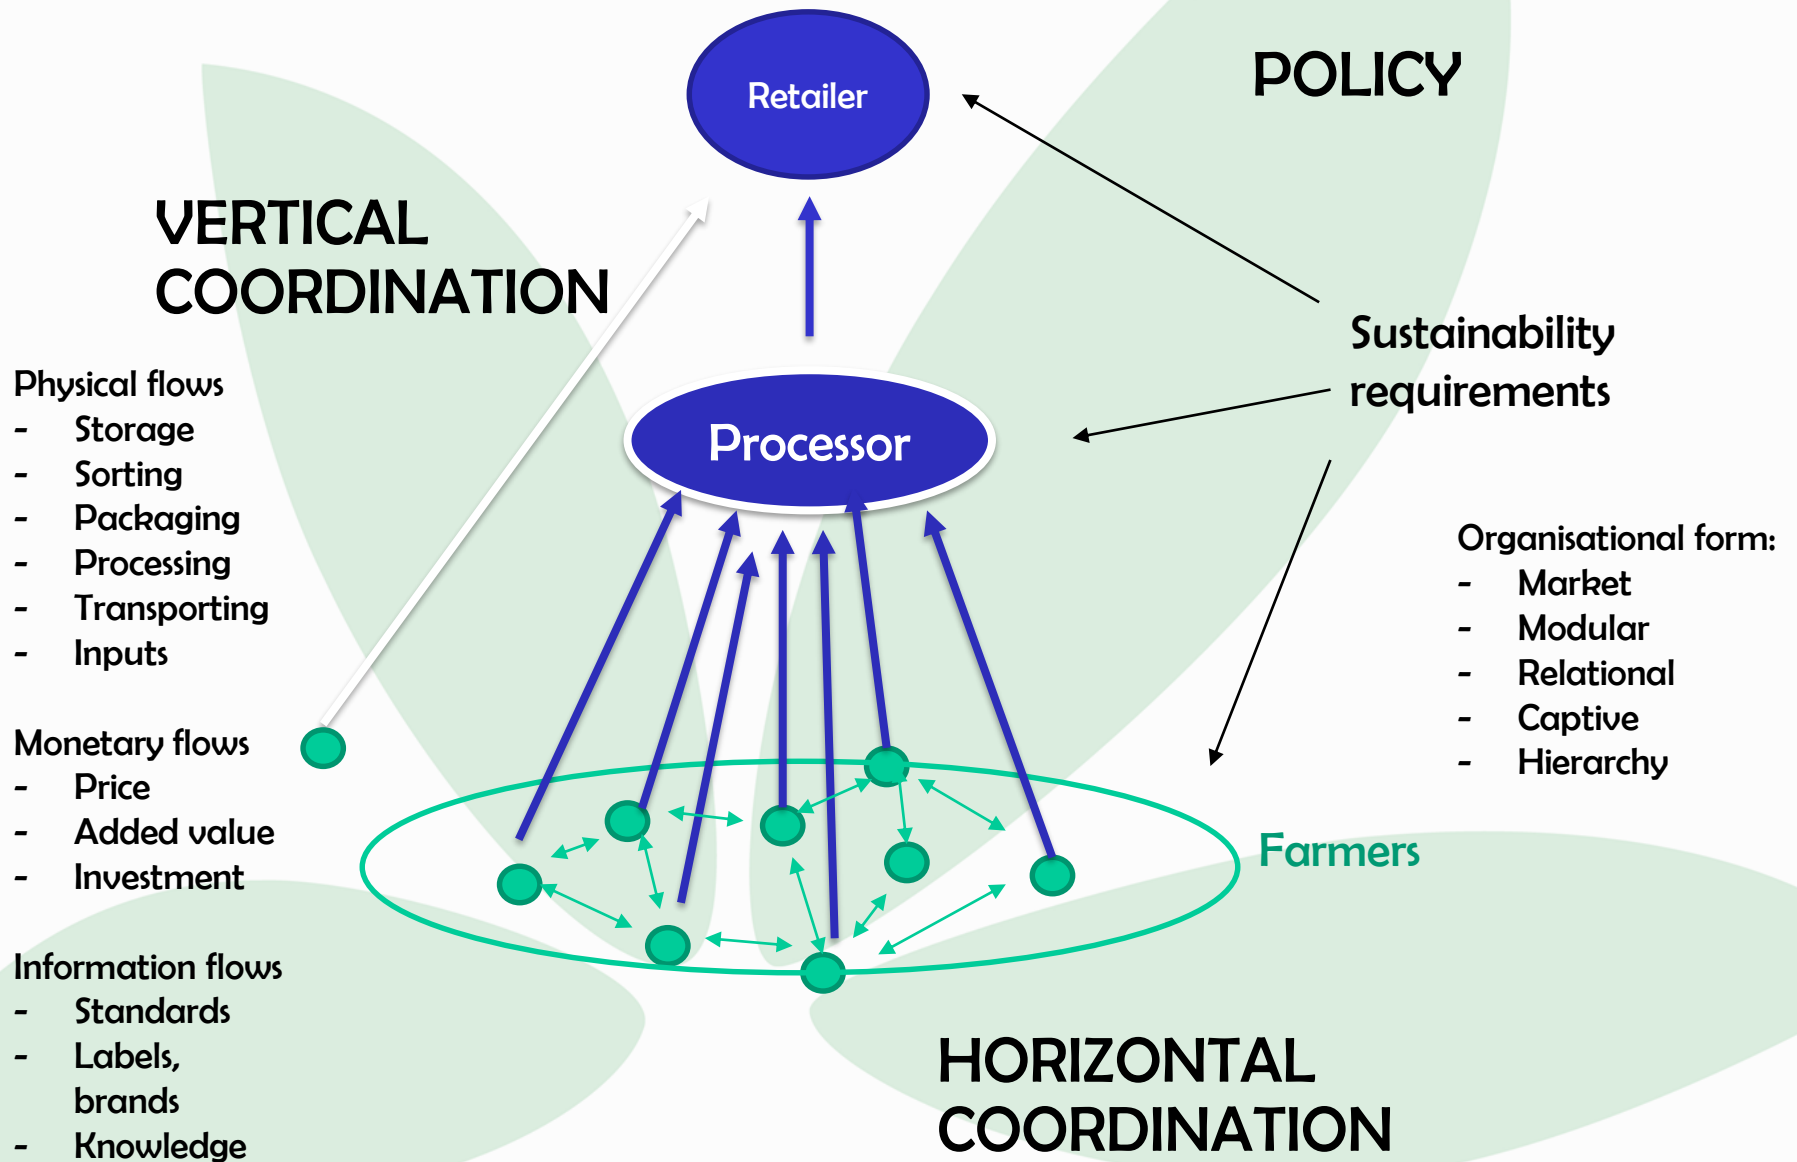 Retailer
POLICY
VERTICAL
COORDINATION
Sustainability
requirements
Physical flows
- Storage
- Sorting
- Packaging
- Processing
- Transporting
- Inputs
Processor
Organisational form:
- Market
- Modular
- Relational
- Captive
- Hierarchy
Monetary flows
- Price
- Added value
- Investment
Farmers
Information flows
- Standards
- Labels,
brands
- Knowledge
HORIZONTAL
COORDINATION